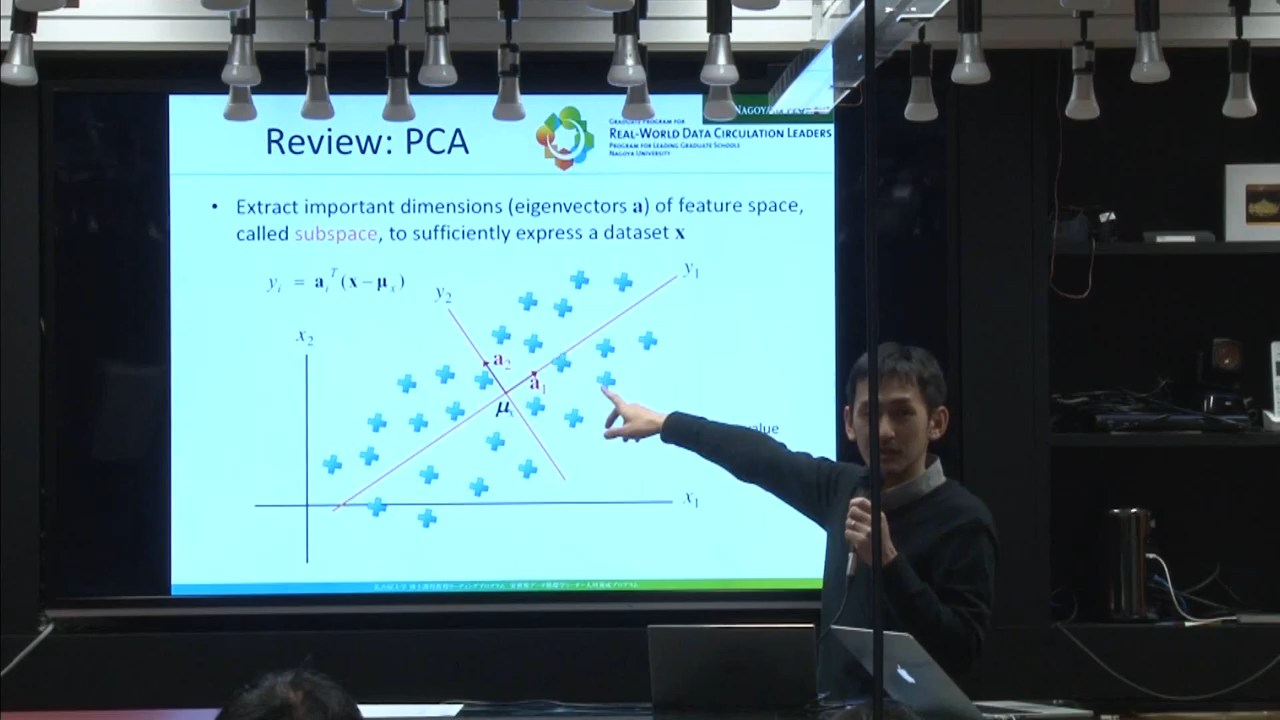 Review: PCA
NAGOYA
GRADUATE PROGRAM FOR
REAL-WORLD DATA CIRCULATION LEADERS
PROGRAM FOR LEADING GRADUATE SCHOOLS
NAGOYA UNIVERSITY
• Extract important dimensions (eigenvectors a) of feature space,
called subspace, to sufficiently express a dataset x
yᵢ = aᵢᵀ(x−μₓ)
y₁
y₂
x₂
a₂
a₁
μ
value
x₁